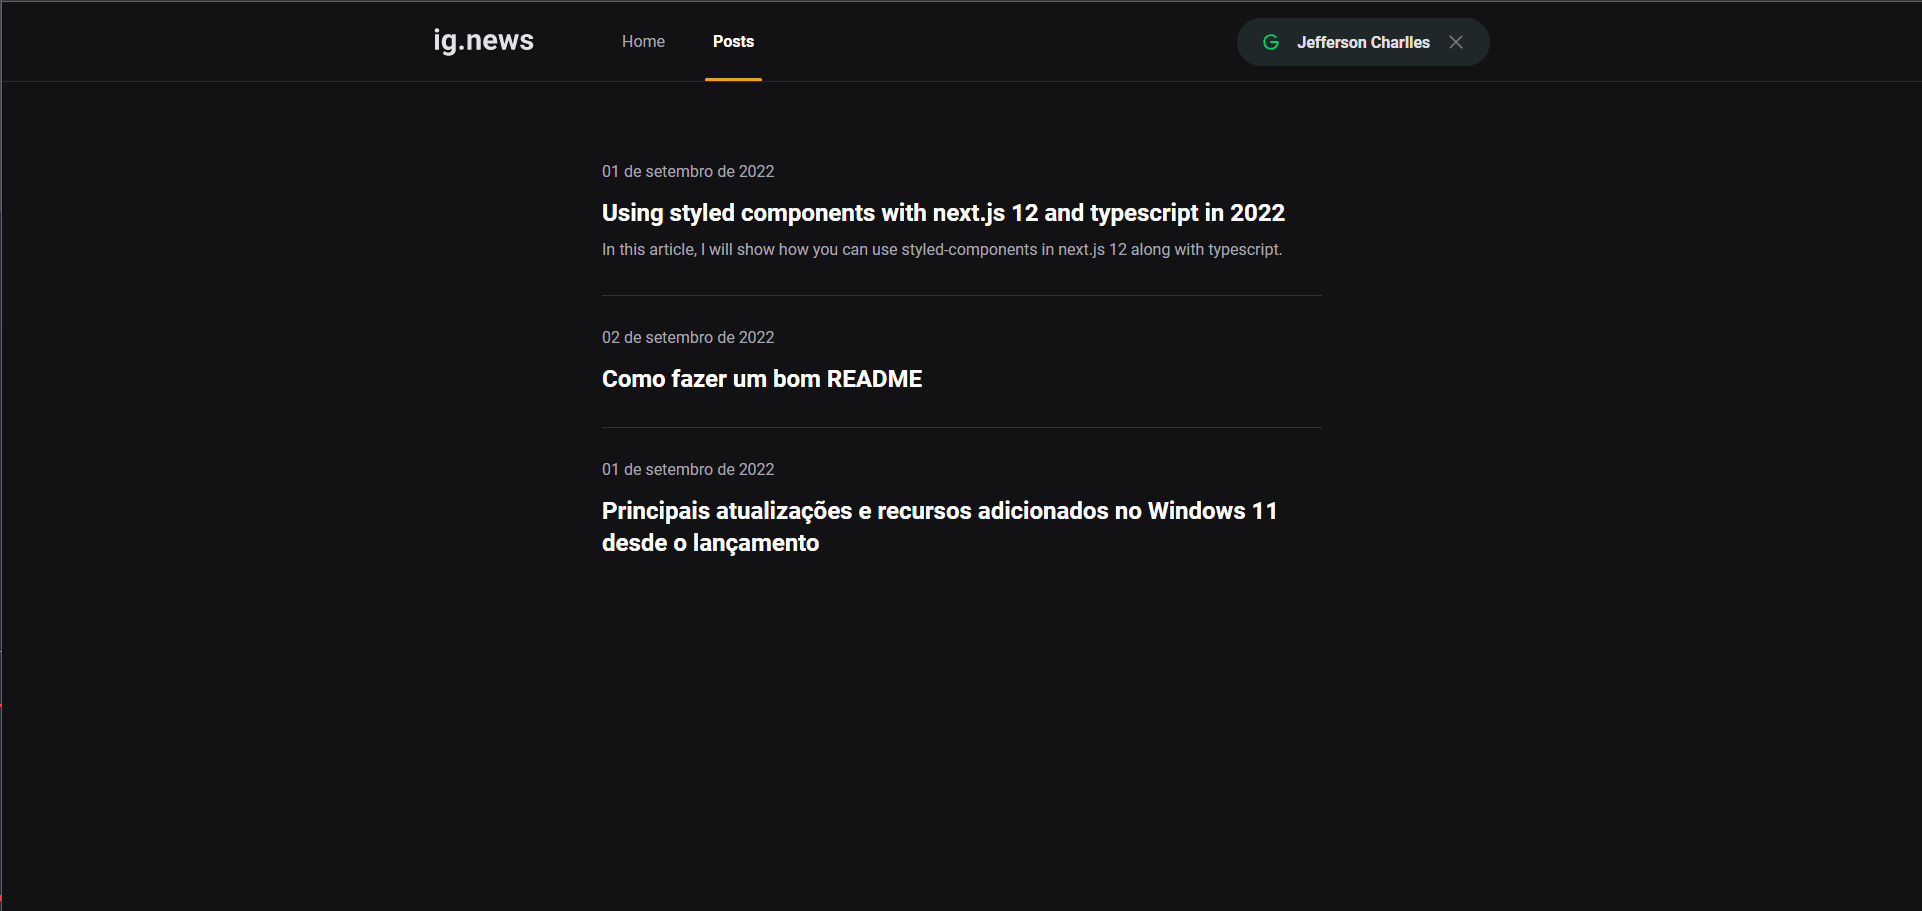 ig.news
Home
Posts
Jefferson Charlles
01 de setembro de 2022
Using styled components with next.js 12 and typescript in 2022
In this article, I will show how you can use styled-components in next.js 12 along with typescript.
02 de setembro de 2022
Como fazer um bom README
01 de setembro de 2022
Principais atualizações e recursos adicionados no Windows 11
desde o lançamento